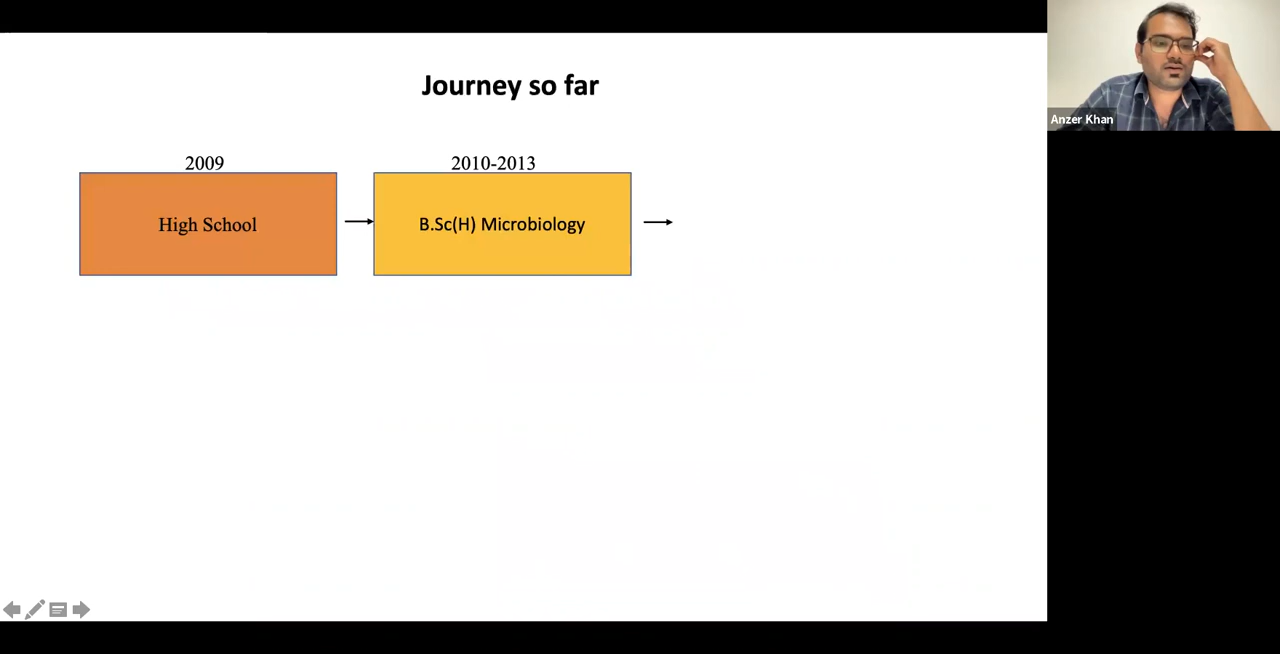 Journey so far
2009
2010-2013
High School
B.Sc(H) Microbiology
Anzer Khan